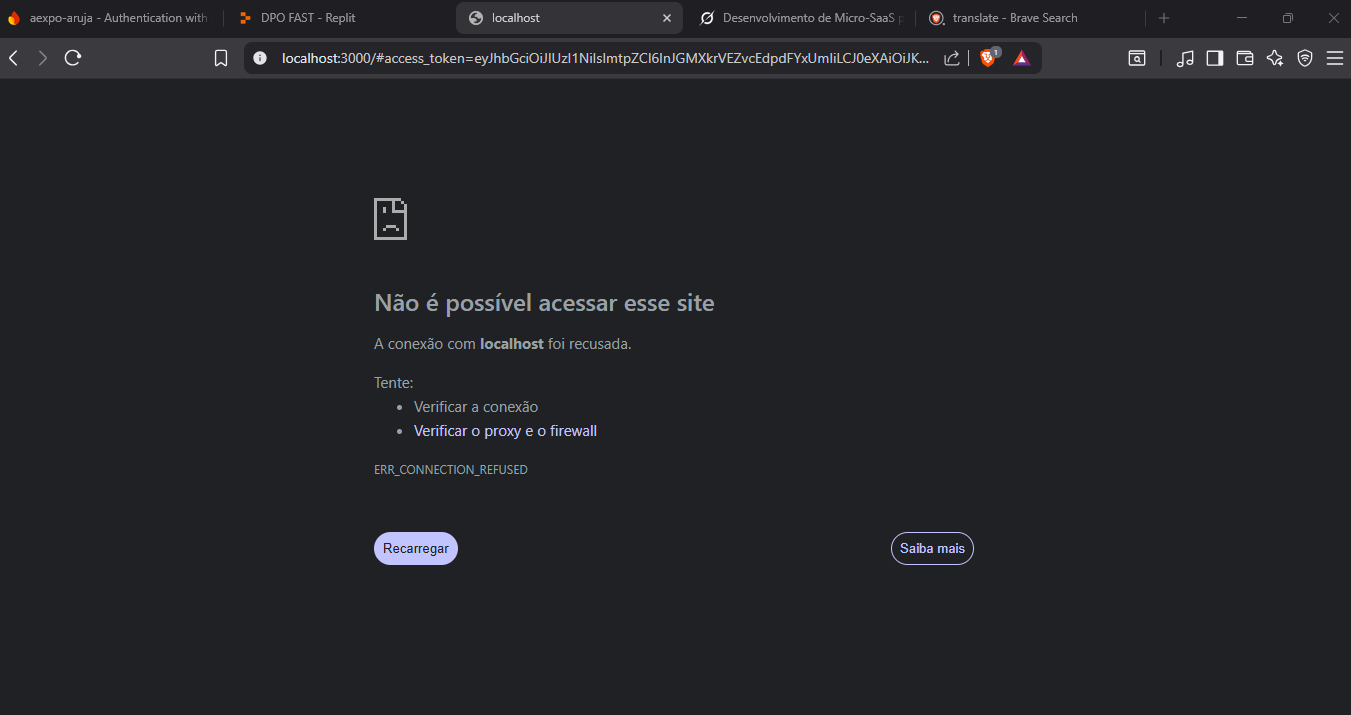 aexpo-aruja - Authentication with
DPO FAST - Replit
localhost
Desenvolvimento de Micro-SaaS p
translate - Brave Search
localhost:3000/#access_token=eyJhbGciOiJIUzI1NiIsImtpZCI6InJGMXkrVEZvcEdpdFYxUmIiLCJ0eXAiOiJK...
1
Não é possível acessar esse site
A conexão com localhost foi recusada.
Tente:
• Verificar a conexão
• Verificar o proxy e o firewall
ERR_CONNECTION_REFUSED
Recarregar
Saiba mais